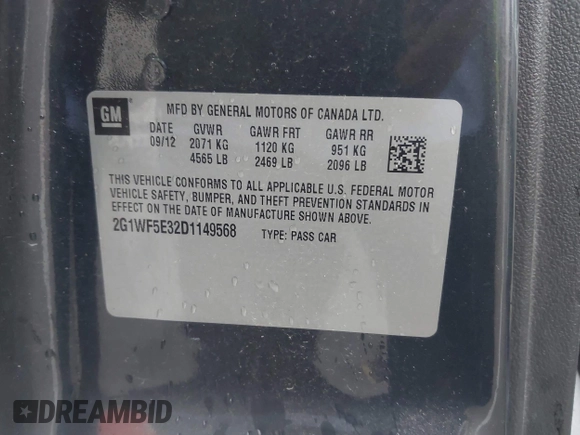 GM
MFD BY GENERAL MOTORS OF CANADA LTD.
DATE GVWR GAWR FRT GAWR RR
09/12 2071 KG 1120 KG 951 KG
4565 LB 2469 LB 2096 LB
THIS VEHICLE CONFORMS TO ALL APPLICABLE U.S. FEDERAL MOTOR
VEHICLE SAFETY, BUMPER, AND THEFT PREVENTION STANDARDS IN
EFFECT ON THE DATE OF MANUFACTURE SHOWN ABOVE.
2G1WF5E32D1149568 TYPE: PASS CAR
DREAMBID